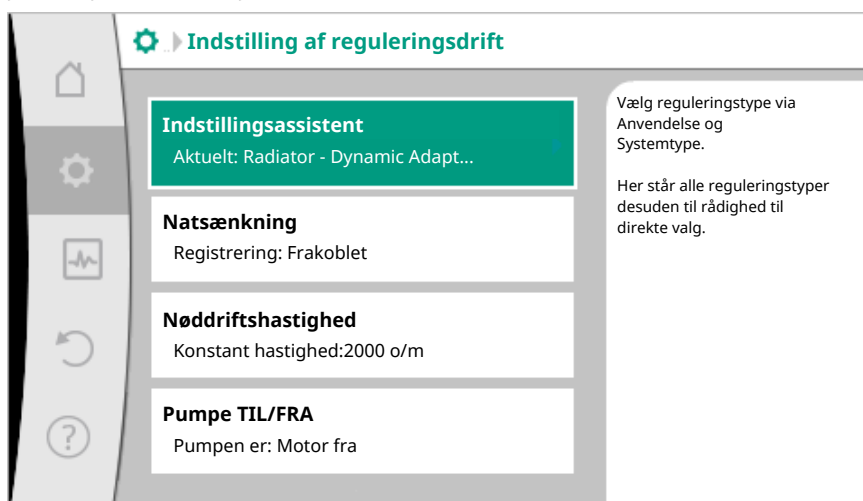 Indstilling af reguleringsdrift
Indstillingsassistent
Aktuelt: Radiator - Dynamic Adapt...
Natsænkning
Registrering: Frakoblet
Nøddriftshastighed
Konstant hastighed:2000 o/m
Pumpe TIL/FRA
Pumpen er: Motor fra
Vælg reguleringstype via
Anvendelse og
Systemtype.
Her står alle reguleringstyper
desuden til rådighed til
direkte valg.